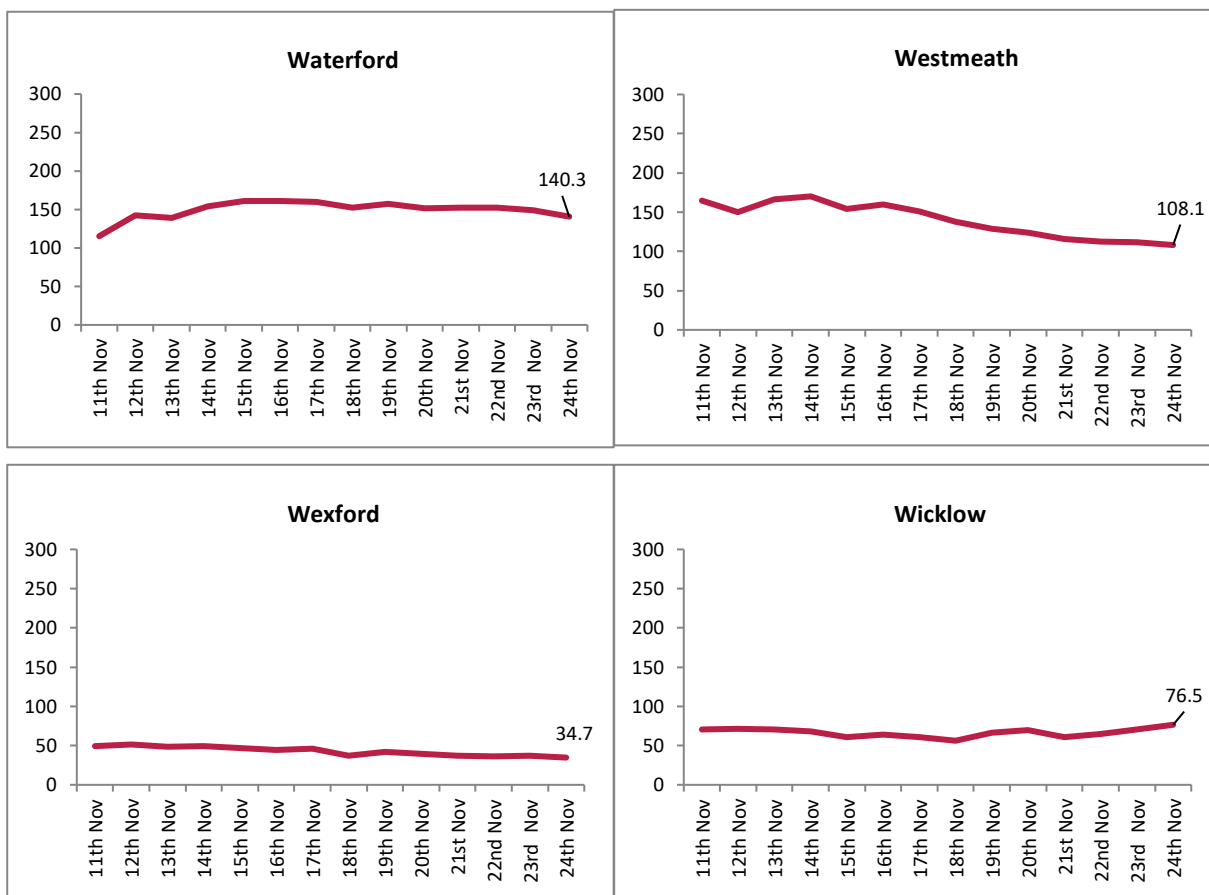 Waterford
300
250
200
150
100
50
0
140.3
11th Nov
12th Nov
13th Nov
14th Nov
15th Nov
16th Nov
17th Nov
18th Nov
19th Nov
20th Nov
21st Nov
22nd Nov
23rd  Nov
24th Nov
Westmeath
300
250
200
150
100
50
0
108.1
11th Nov
12th Nov
13th Nov
14th Nov
15th Nov
16th Nov
17th Nov
18th Nov
19th Nov
20th Nov
21st Nov
22nd Nov
23rd  Nov
24th Nov
Wexford
300
250
200
150
100
50
0
34.7
11th Nov
12th Nov
13th Nov
14th Nov
15th Nov
16th Nov
17th Nov
18th Nov
19th Nov
20th Nov
21st Nov
22nd Nov
23rd  Nov
24th Nov
Wicklow
300
250
200
150
100
50
0
76.5
11th Nov
12th Nov
13th Nov
14th Nov
15th Nov
16th Nov
17th Nov
18th Nov
19th Nov
20th Nov
21st Nov
22nd Nov
23rd  Nov
24th Nov